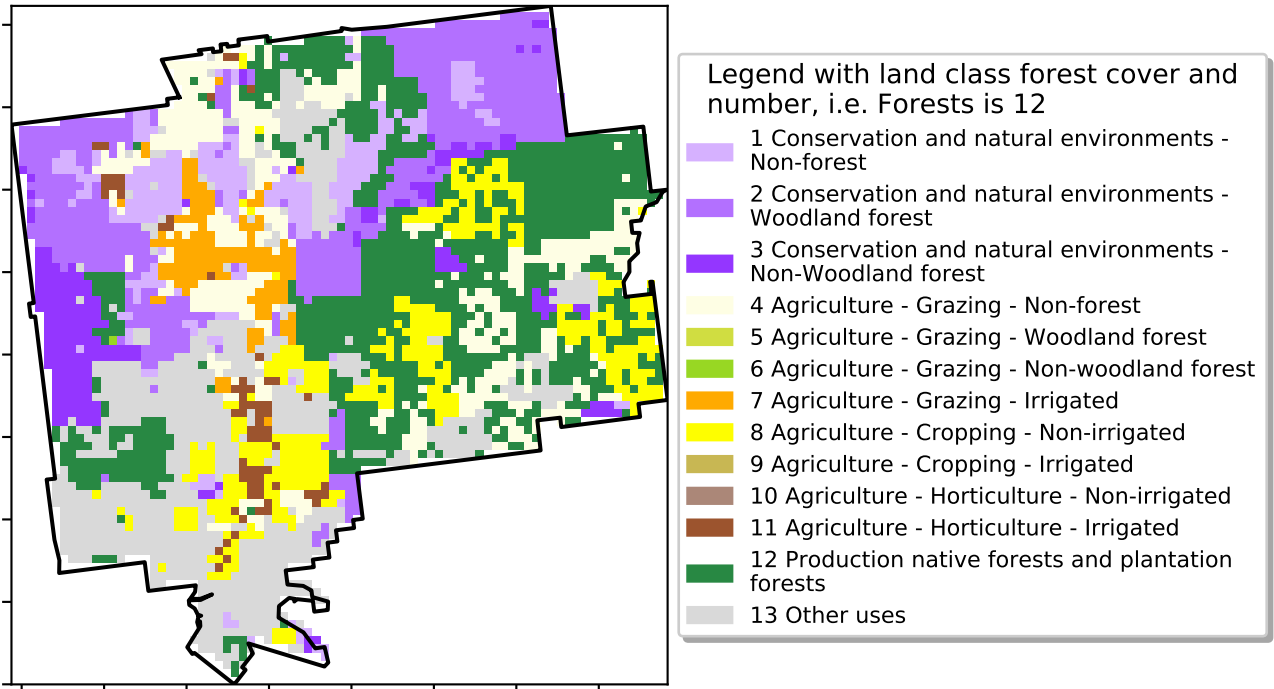 Legend with land class forest cover and
number, i.e. Forests is 12
1 Conservation and natural environments -
Non-forest
2 Conservation and natural environments -
Woodland forest
3 Conservation and natural environments -
Non-Woodland forest
4 Agriculture - Grazing - Non-forest
5 Agriculture - Grazing - Woodland forest
6 Agriculture - Grazing - Non-woodland forest
7 Agriculture - Grazing - Irrigated
8 Agriculture - Cropping - Non-irrigated
9 Agriculture - Cropping - Irrigated
10 Agriculture - Horticulture - Non-irrigated
11 Agriculture - Horticulture - Irrigated
12 Production native forests and plantation
forests
13 Other uses